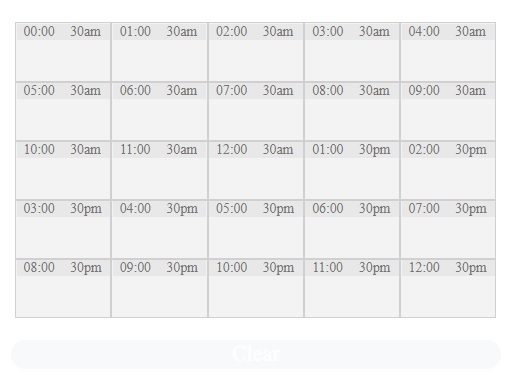 00:00 30am 01:00 30am 02:00 30am 03:00 30am 04:00 30am
05:00 30am 06:00 30am 07:00 30am 08:00 30am 09:00 30am
10:00 30am 11:00 30am 12:00 30am 01:00 30pm 02:00 30pm
03:00 30pm 04:00 30pm 05:00 30pm 06:00 30pm 07:00 30pm
08:00 30pm 09:00 30pm 10:00 30pm 11:00 30pm 12:00 30pm
Clear